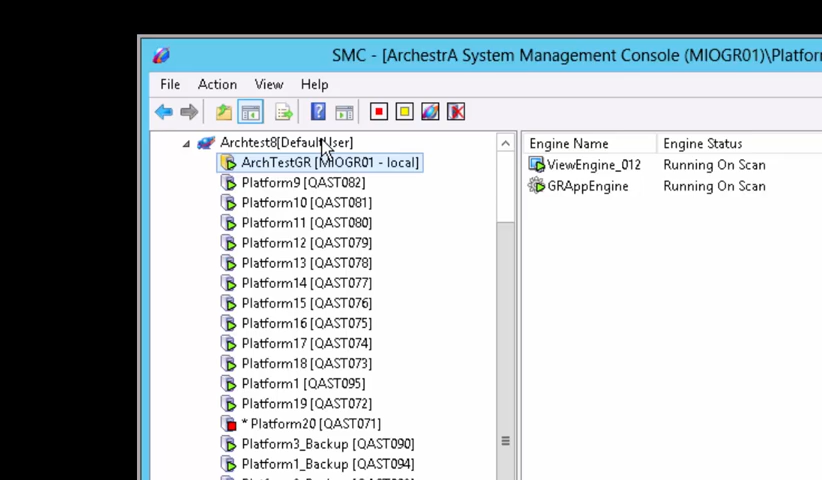 SMC - [ArchestrA System Management Console (MIOGR01)\Platfor
File Action View Help
Archtest8[Default User]
ArchTestGR [MIOGR01 - local]
Platform9 [QAST082]
Platform10 [QAST081]
Platform11 [QAST080]
Platform12 [QAST079]
Platform13 [QAST078]
Platform14 [QAST077]
Platform15 [QAST076]
Platform16 [QAST075]
Platform17 [QAST074]
Platform18 [QAST073]
Platform1 [QAST095]
Platform19 [QAST072]
* Platform20 [QAST071]
Platform3_Backup [QAST090]
Platform1_Backup [QAST094]
Engine Name Engine Status
ViewEngine_012 Running On Scan
GRAppEngine Running On Scan